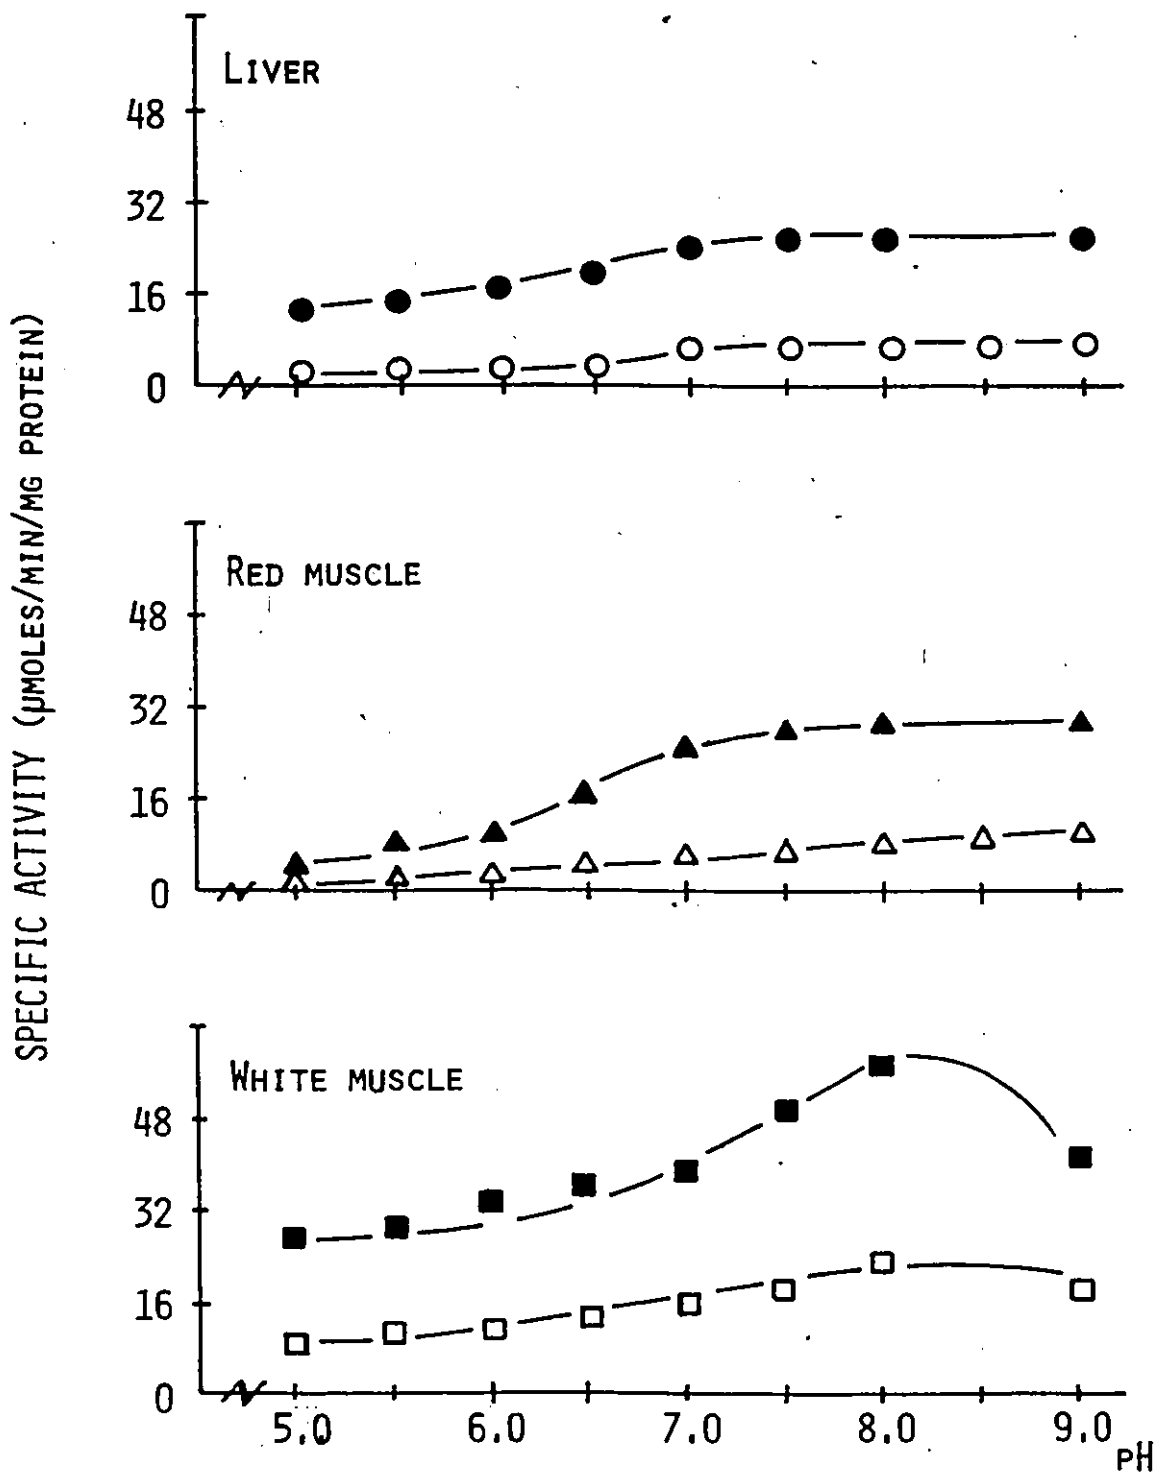 SPECIFIC ACTIVITY (µMOLES/MIN/MG PROTEIN)
LIVER
48
32
16
0
RED MUSCLE
48
32
16
0
WHITE MUSCLE
48
32
16
0
5.0 6.0 7.0 8.0 9.0
pH